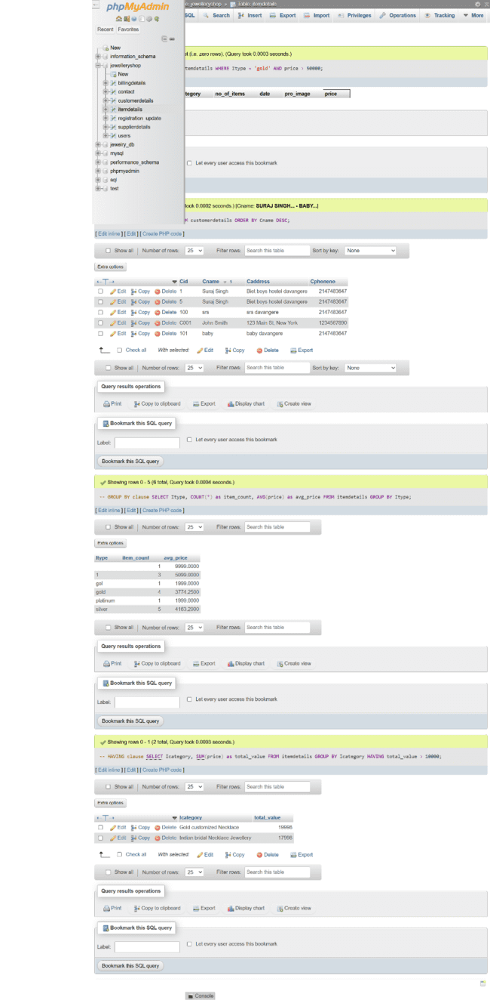 phpMyAdmin
Recent Favorites
New
information_schema
jewelleryshop
New
billingdetails
contact
customerdetails
itemdetails
registration_update
supplierdetails
users
jewelry_db
mysql
performance_schema
phpmyadmin
sql
test
e_jewelleryshop » Table: itemdetails
SQL Search Insert Export Import Privileges Operations Tracking More
t (i.e. zero rows). (Query took 0.0003 seconds.)
temdetails WHERE Itype = 'gold' AND price > 50000;
tegory no_of_items date pro_image price
Let every user access this bookmark
ook 0.0002 seconds.) [Cname: SURAJ SINGH... - BABY...]
customerdetails ORDER BY Cname DESC;
[ Edit inline ] [ Edit ] [ Create PHP code ]
Show all | Number of rows: 25 Filter rows: Search this table Sort by key: None
Extra options
Cid Cname 1 Caddress Cphoneno
Edit Copy Delete 1 Suraj Singh Biet boys hostel davangere 2147483647
Edit Copy Delete 5 Suraj Singh Biet boys hostel davangere 2147483647
Edit Copy Delete 100 srs srs davangere 2147483647
Edit Copy Delete C001 John Smith 123 Main St, New York 1234567890
Edit Copy Delete 101 baby baby davangere 2147483647
Check all With selected: Edit Copy Delete Export
Show all | Number of rows: 25 Filter rows: Search this table Sort by key: None
Query results operations
Print Copy to clipboard Export Display chart Create view
Bookmark this SQL query
Label: Let every user access this bookmark
Bookmark this SQL query
Showing rows 0 - 5 (6 total, Query took 0.0004 seconds.)
-- GROUP BY clause SELECT Itype, COUNT(*) as item_count, AVG(price) as avg_price FROM itemdetails GROUP BY Itype;
[ Edit inline ] [ Edit ] [ Create PHP code ]
Show all | Number of rows: 25 Filter rows: Search this table
Extra options
Itype item_count avg_price
1 9999.0000
1 3 5099.0000
gol 1 1999.0000
gold 4 3774.2500
platinum 1 1999.0000
silver 5 4163.2000
Show all | Number of rows: 25 Filter rows: Search this table
Query results operations
Print Copy to clipboard Export Display chart Create view
Bookmark this SQL query
Label: Let every user access this bookmark
Bookmark this SQL query
Showing rows 0 - 1 (2 total, Query took 0.0003 seconds.)
-- HAVING clause SELECT Icategory, SUM(price) as total_value FROM itemdetails GROUP BY Icategory HAVING total_value > 10000;
[ Edit inline ] [ Edit ] [ Create PHP code ]
Show all | Number of rows: 25 Filter rows: Search this table
Extra options
Icategory total_value
Edit Copy Delete Gold customized Necklace 19998
Edit Copy Delete Indian bridal Necklace Jewellery 17998
Check all With selected: Edit Copy Delete Export
Show all | Number of rows: 25 Filter rows: Search this table
Query results operations
Print Copy to clipboard Export Display chart Create view
Bookmark this SQL query
Label: Let every user access this bookmark
Bookmark this SQL query
Console